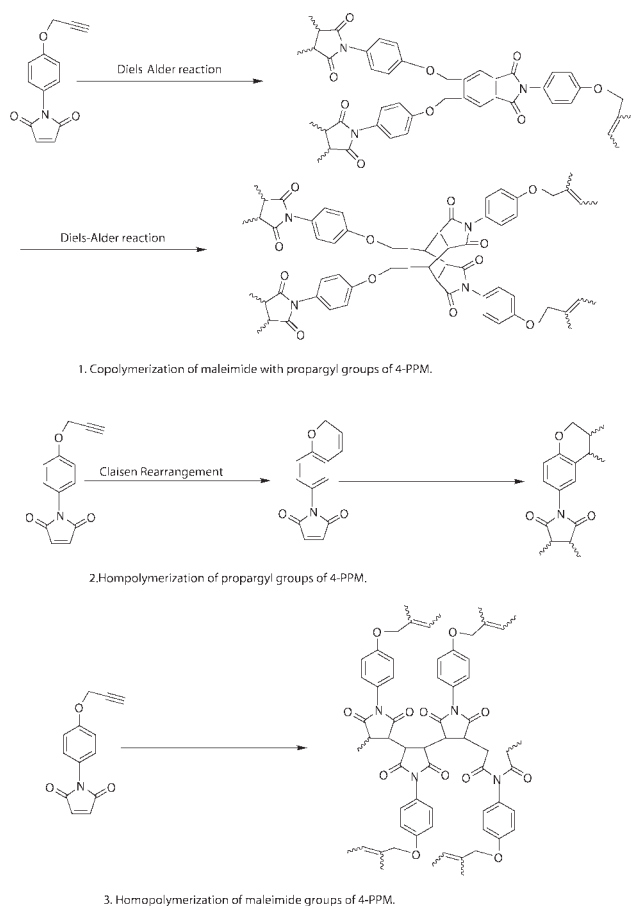 Diels Alder reaction
Diels-Alder reaction
1. Copolymerization of maleimide with propargyl groups of 4-PPM.
Claisen Rearrangement
2.Hompolymerization of propargyl groups of 4-PPM.
3. Homopolymerization of maleimide groups of 4-PPM.